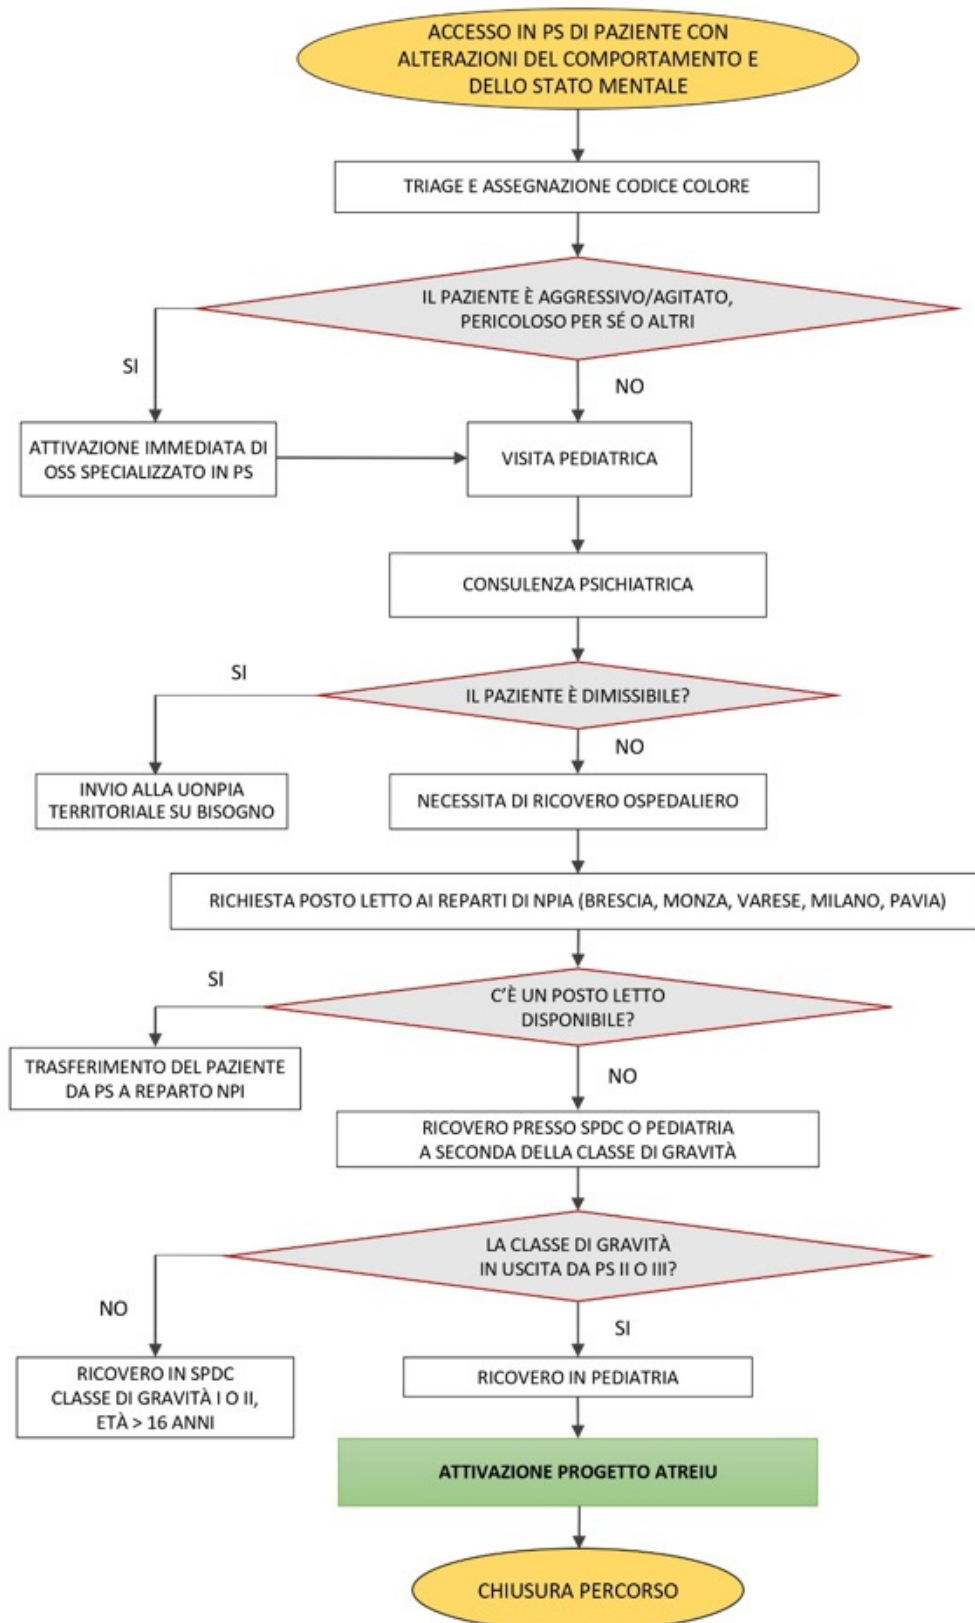 ACCESSO IN PS DI PAZIENTE CON
ALTERAZIONI DEL COMPORTAMENTO E
DELLO STATO MENTALE
TRIAGE E ASSEGNAZIONE CODICE COLORE
IL PAZIENTE È AGGRESSIVO/AGITATO,
PERICOLOSO PER SÉ O ALTRI
SI
NO
ATTIVAZIONE IMMEDIATA DI
OSS SPECIALIZZATO IN PS
VISITA PEDIATRICA
CONSULENZA PSICHIATRICA
SI
IL PAZIENTE È DIMISSIBILE?
NO
INVIO ALLA UONPIA
TERRITORIALE SU BISOGNO
NECESSITA DI RICOVERO OSPEDALIERO
RICHIESTA POSTO LETTO AI REPARTI DI NPIA (BRESCIA, MONZA, VARESE, MILANO, PAVIA)
SI
C'È UN POSTO LETTO
DISPONIBILE?
TRASFERIMENTO DEL PAZIENTE
DA PS A REPARTO NPI
NO
RICOVERO PRESSO SPDC O PEDIATRIA
A SECONDA DELLA CLASSE DI GRAVITÀ
LA CLASSE DI GRAVITÀ
IN USCITA DA PS II O III?
NO
SI
RICOVERO IN SPDC
CLASSE DI GRAVITÀ I O II,
ETÀ > 16 ANNI
RICOVERO IN PEDIATRIA
ATTIVAZIONE PROGETTO ATREIU
CHIUSURA PERCORSO